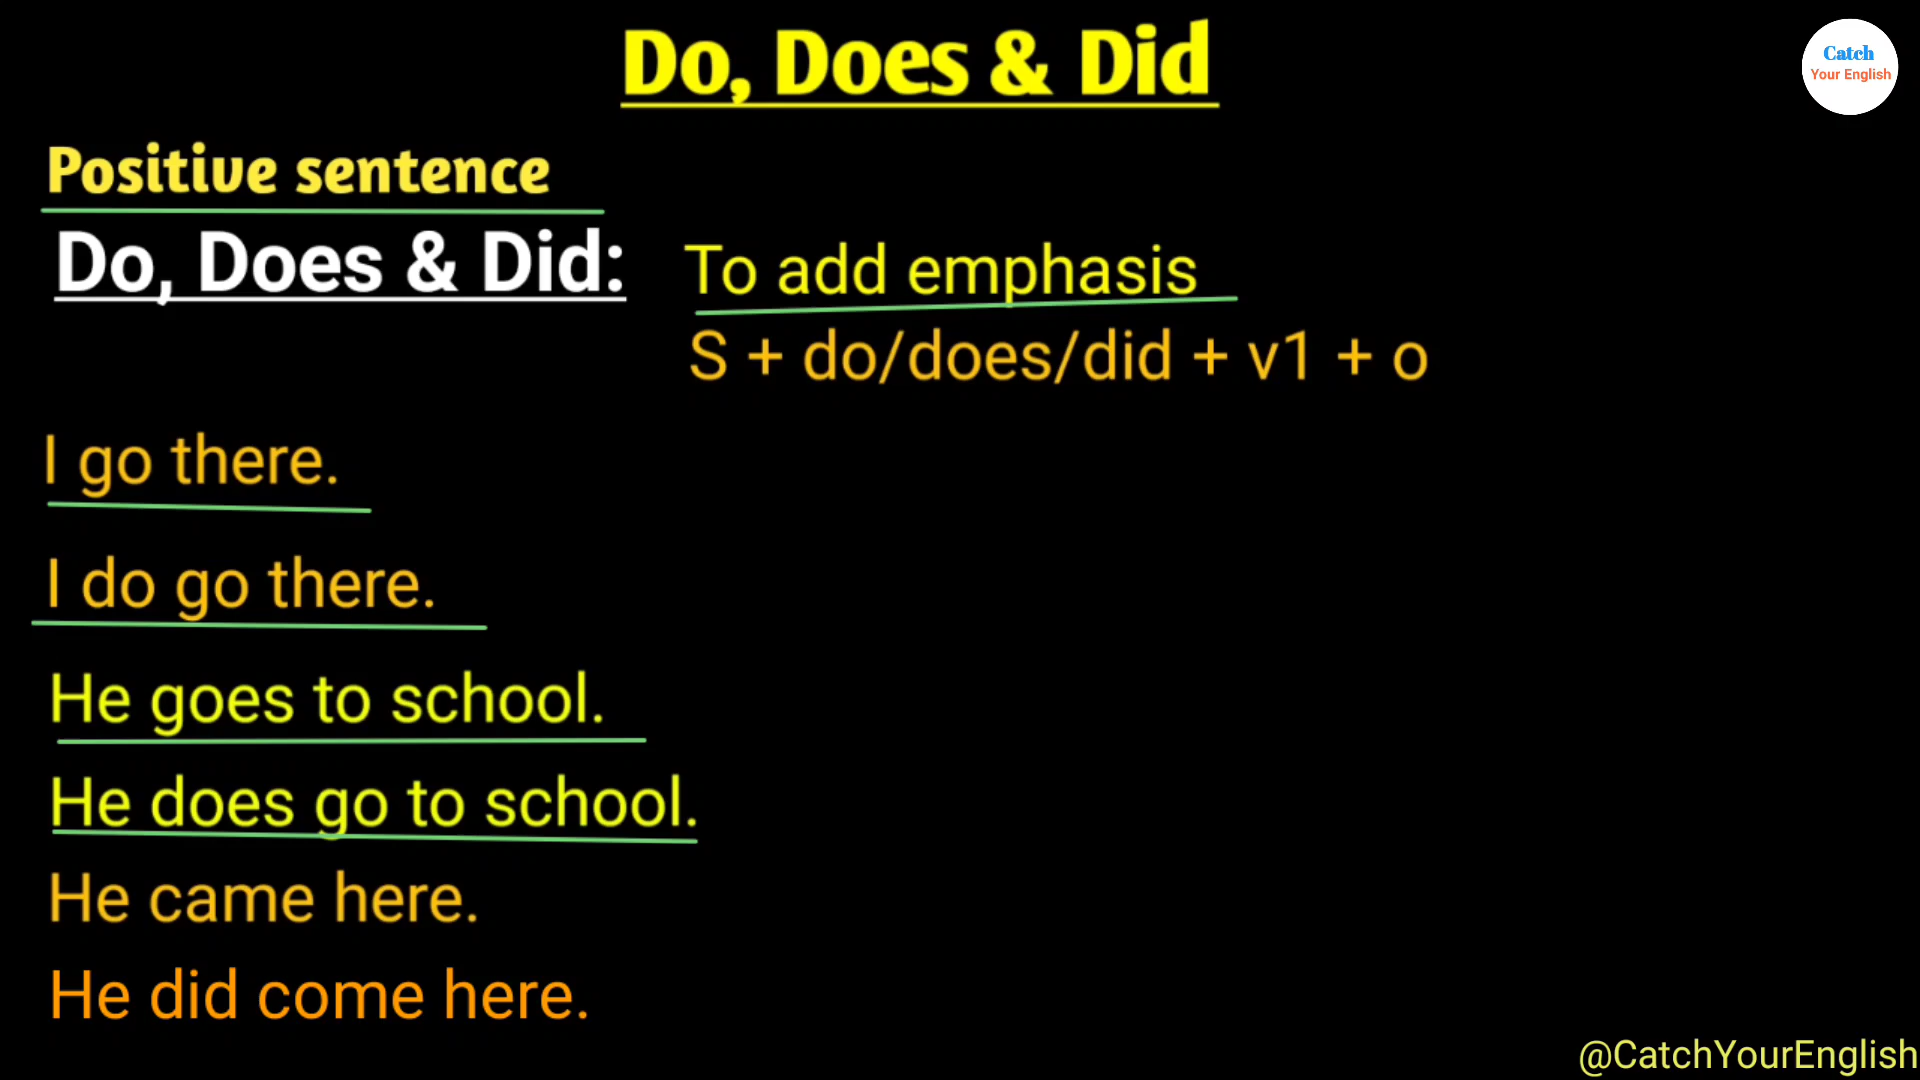 Do, Does & Did
Catch
Your English
Positive sentence
Do, Does & Did: To add emphasis
S + do/does/did + v1 + o
I go there.
I do go there.
He goes to school.
He does go to school.
He came here.
He did come here.
@CatchYourEnglish